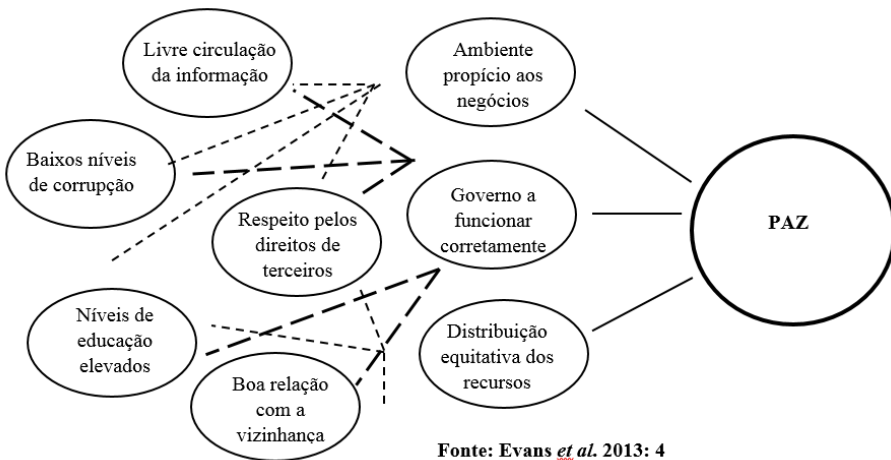 Livre circulação
da informação
Ambiente
propício aos
negócios
Baixos níveis
de corrupção
Respeito pelos
direitos de
terceiros
Governo a
funcionar
corretamente
PAZ
Níveis de
educação
elevados
Boa relação
com a
vizinhança
Distribuição
equitativa dos
recursos
Fonte: Evans et al. 2013: 4